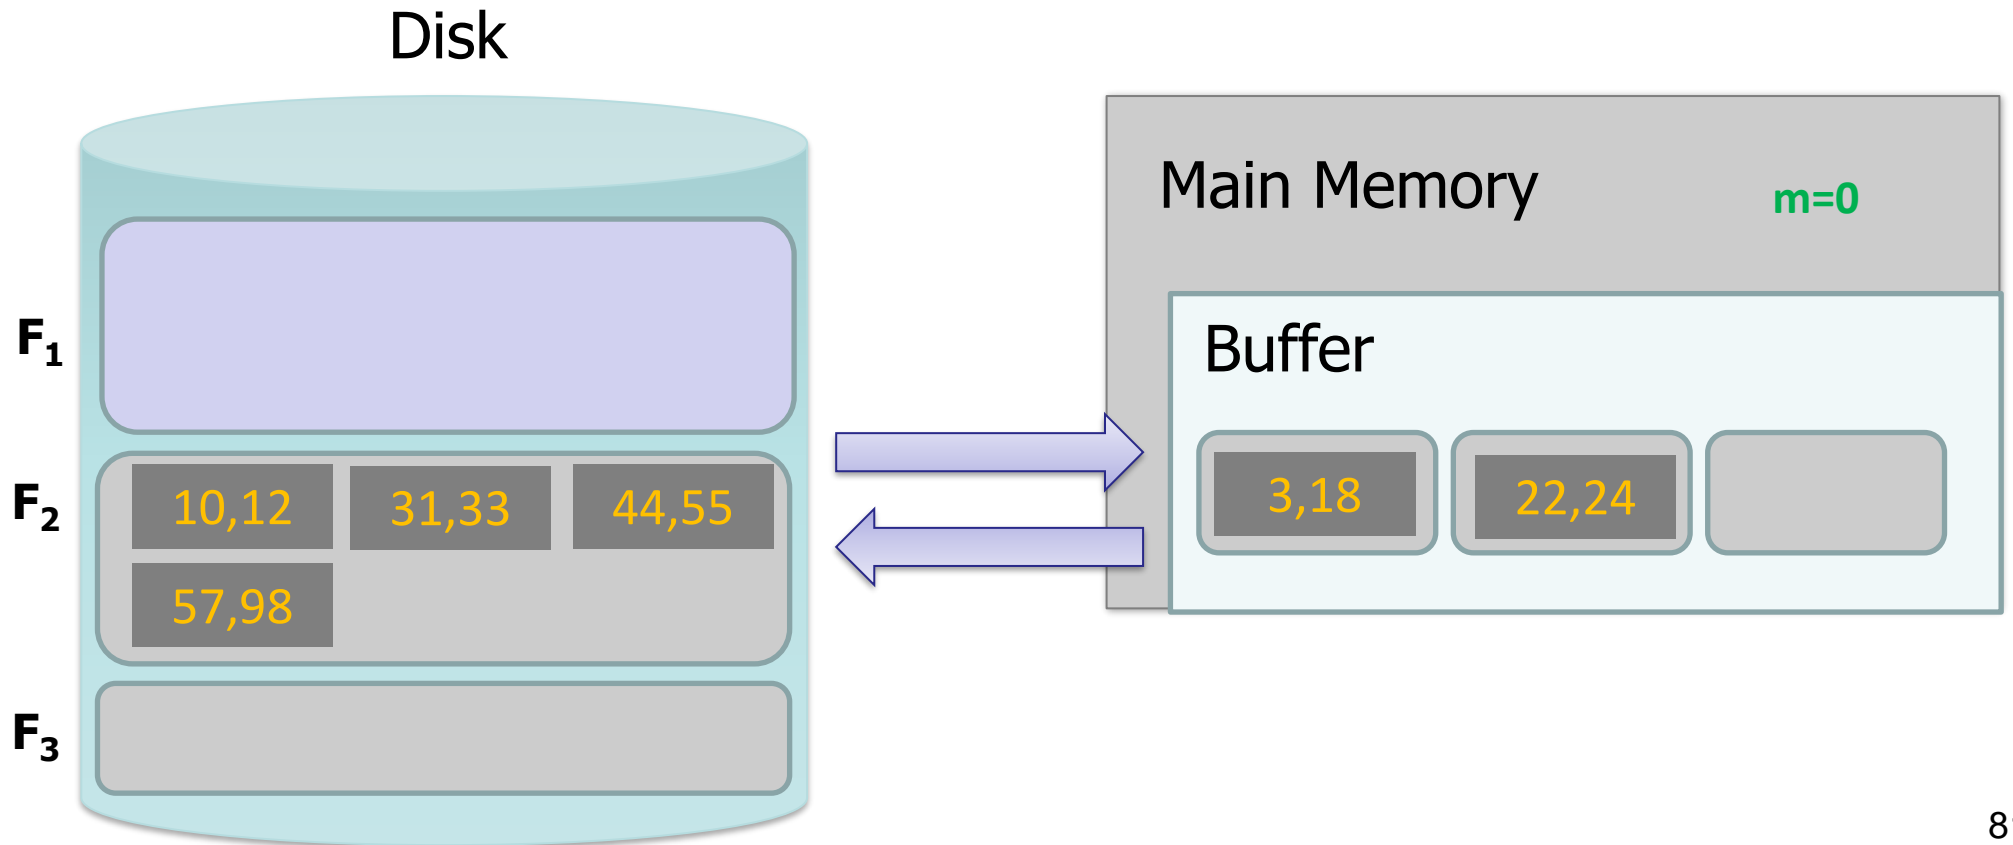 Disk
Main Memory
m=0
F1
Buffer
F2
10,12
31,33
44,55
3,18
22,24
57,98
F3
8